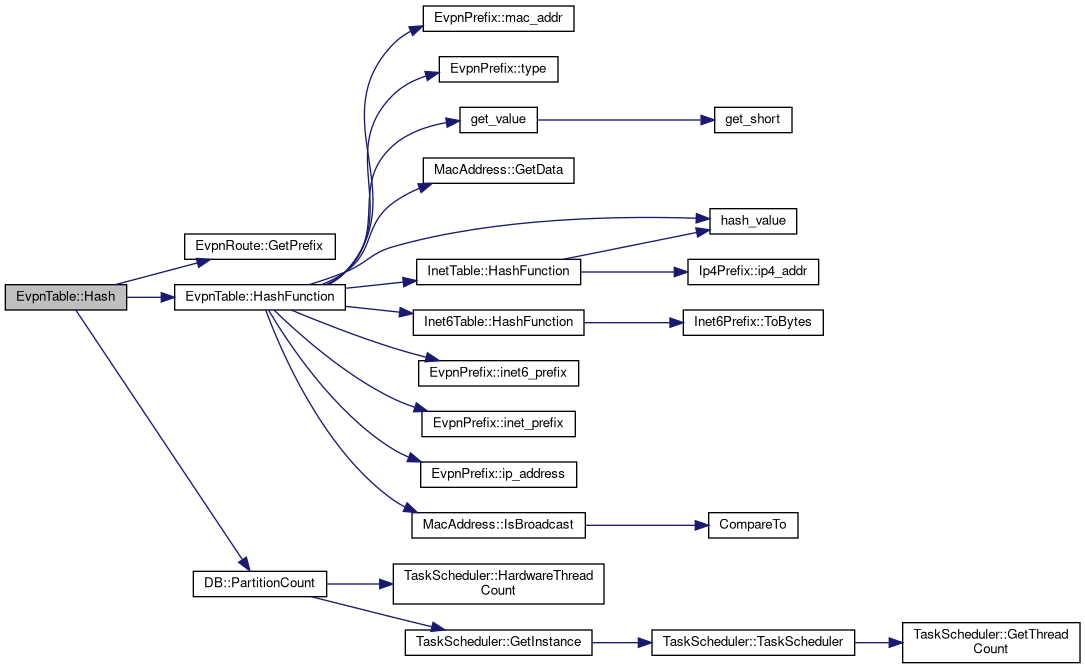 EvpnPrefix::mac_addr
EvpnPrefix::type
get_value
get_short
MacAddress::GetData
hash_value
EvpnRoute::GetPrefix
InetTable::HashFunction
Ip4Prefix::ip4_addr
EvpnTable::Hash
EvpnTable::HashFunction
Inet6Table::HashFunction
Inet6Prefix::ToBytes
EvpnPrefix::inet6_prefix
EvpnPrefix::inet_prefix
EvpnPrefix::ip_address
MacAddress::IsBroadcast
CompareTo
DB::PartitionCount
TaskScheduler::HardwareThread
Count
TaskScheduler::GetInstance
TaskScheduler::TaskScheduler
TaskScheduler::GetThread
Count